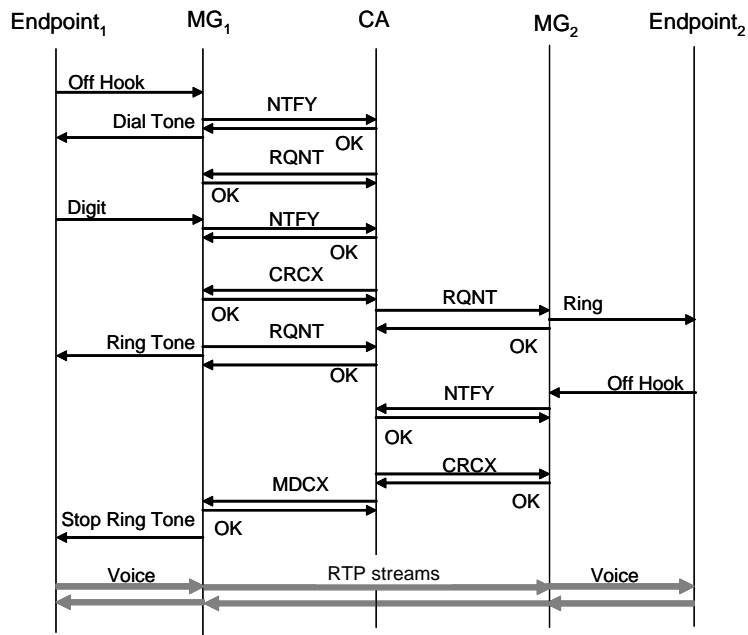 Endpoint₁ MG₁ CA MG₂ Endpoint₂
Off Hook
NTFY
Dial Tone
OK
RQNT
OK
Digit
NTFY
OK
CRCX
RQNT
Ring
OK
RQNT
Ring Tone
OK
OK
Off Hook
NTFY
OK
CRCX
MDCX
OK
Stop Ring Tone
OK
Voice RTP streams Voice